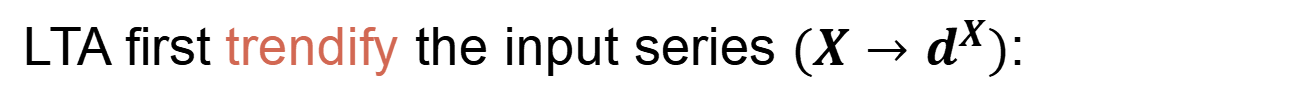 LTA first trendify the input series (X → d^X):